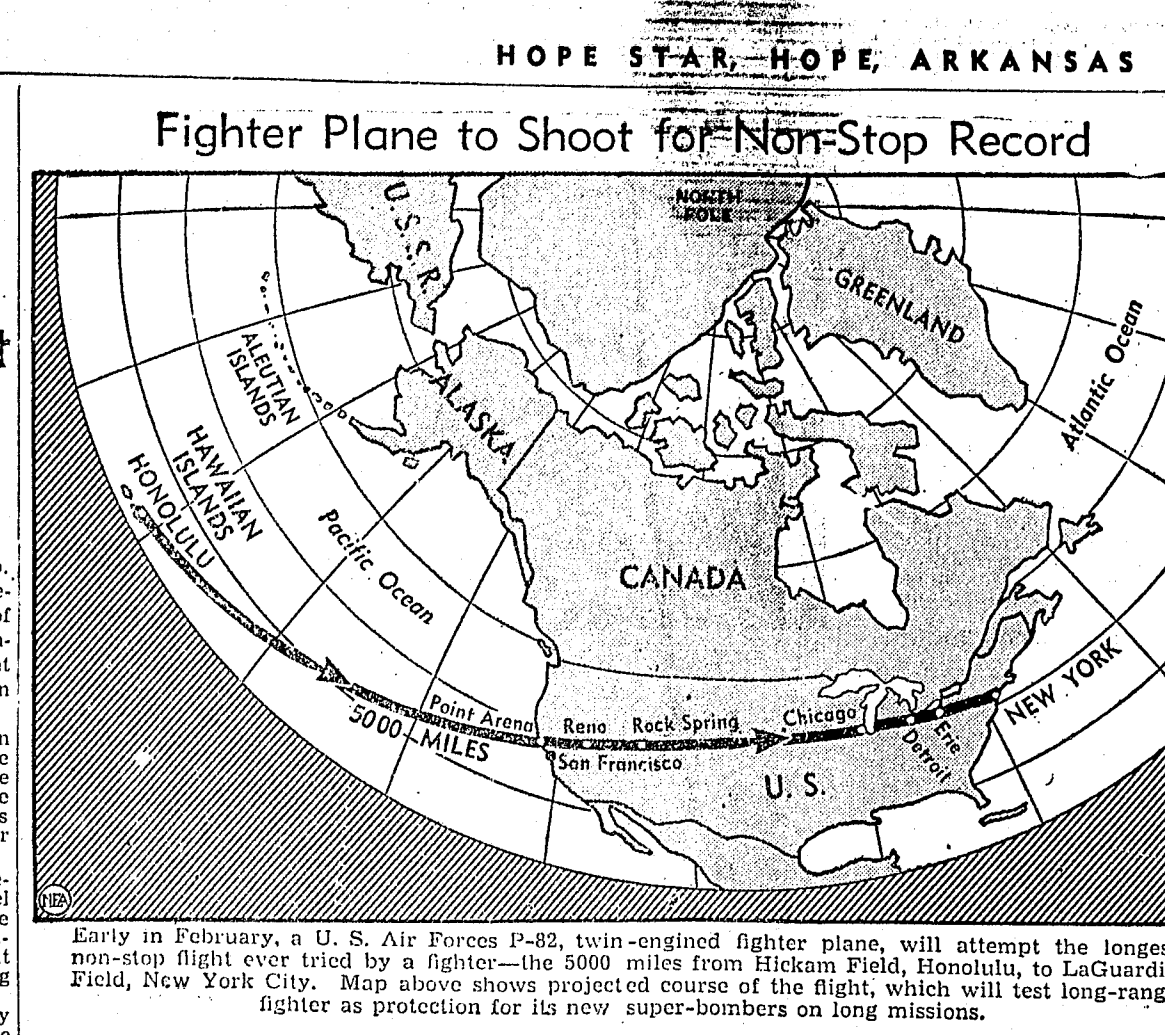 HOPE STAR, HOPE, ARKANSAS
Fighter Plane to Shoot for Non-Stop Record
NORTH
POLE
U. S. S. R.
GREENLAND
Atlantic Ocean
ALEUTIAN
ISLANDS
ALASKA
HAWAIIAN
ISLANDS
HONOLULU
Pacific Ocean
CANADA
NEW YORK
Point Arena
Reno
Rock Spring
Chicago
Erie
Detroit
5000 MILES
San Francisco
U. S.
NEA
Early in February, a U. S. Air Forces P-82, twin-engined fighter plane, will attempt the longes
non-stop flight ever tried by a fighter—the 5000 miles from Hickam Field, Honolulu, to LaGuardi
Field, New York City. Map above shows projected course of the flight, which will test long-rang
fighter as protection for its new super-bombers on long missions.